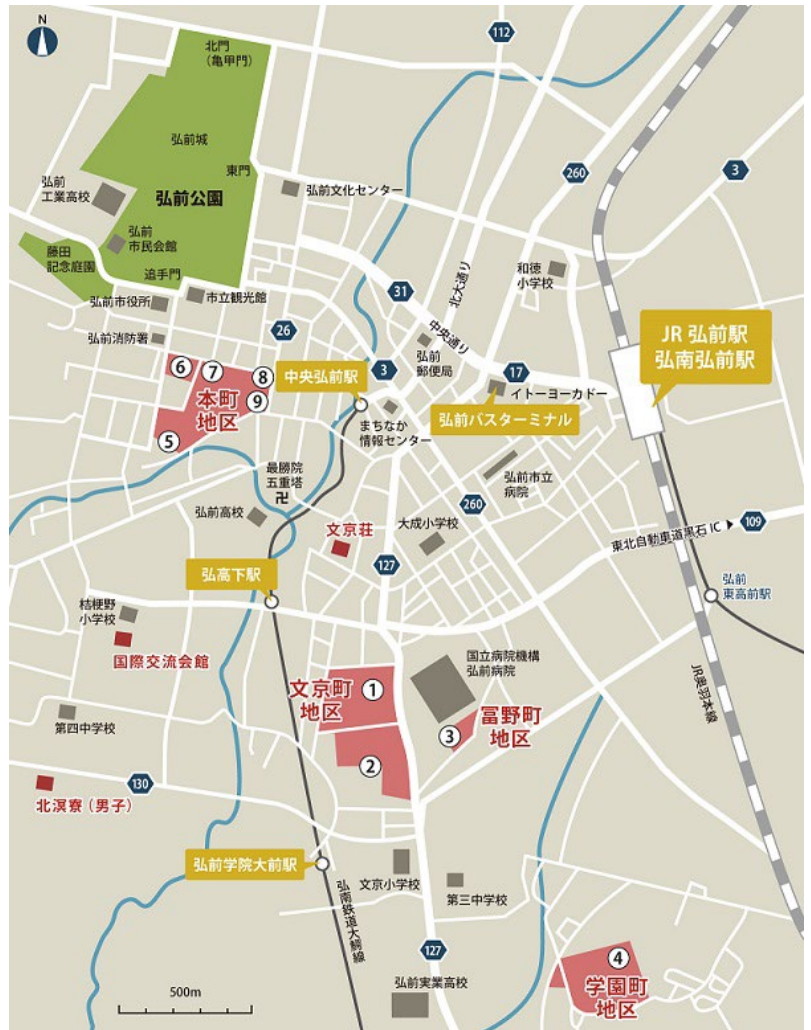 N
北門
(亀甲門)
112
弘前城
260
3
東門
弘前
工業高校
弘前公園
弘前文化センター
弘前
市民会館
藤田
記念庭園
追手門
和徳
小学校
北大通り
31
中央通り
弘前市役所
市立観光館
弘前消防署
26
JR 弘前駅
弘南弘前駅
弘前
郵便局
3
17
中央弘前駅
イトーヨーカドー
弘前バスターミナル
⑥
⑦
⑧
⑨
本町
地区
⑤
まちなか
情報センター
最勝院
五重塔
卍
弘前市立
病院
260
弘前高校
文京荘
大成小学校
109
東北自動車道黒石 IC ▶
127
弘高下駅
弘前
東高前駅
桔梗野
小学校
国際交流会館
国立病院機構
弘前病院
JR奥羽本線
文京町
地区
①
冨野町
地区
③
第四中学校
②
北溟寮(男子)
130
弘前学院大前駅
文京小学校
第三中学校
弘南鉄道大鰐線
127
④
学園町
地区
500m
弘前実業高校